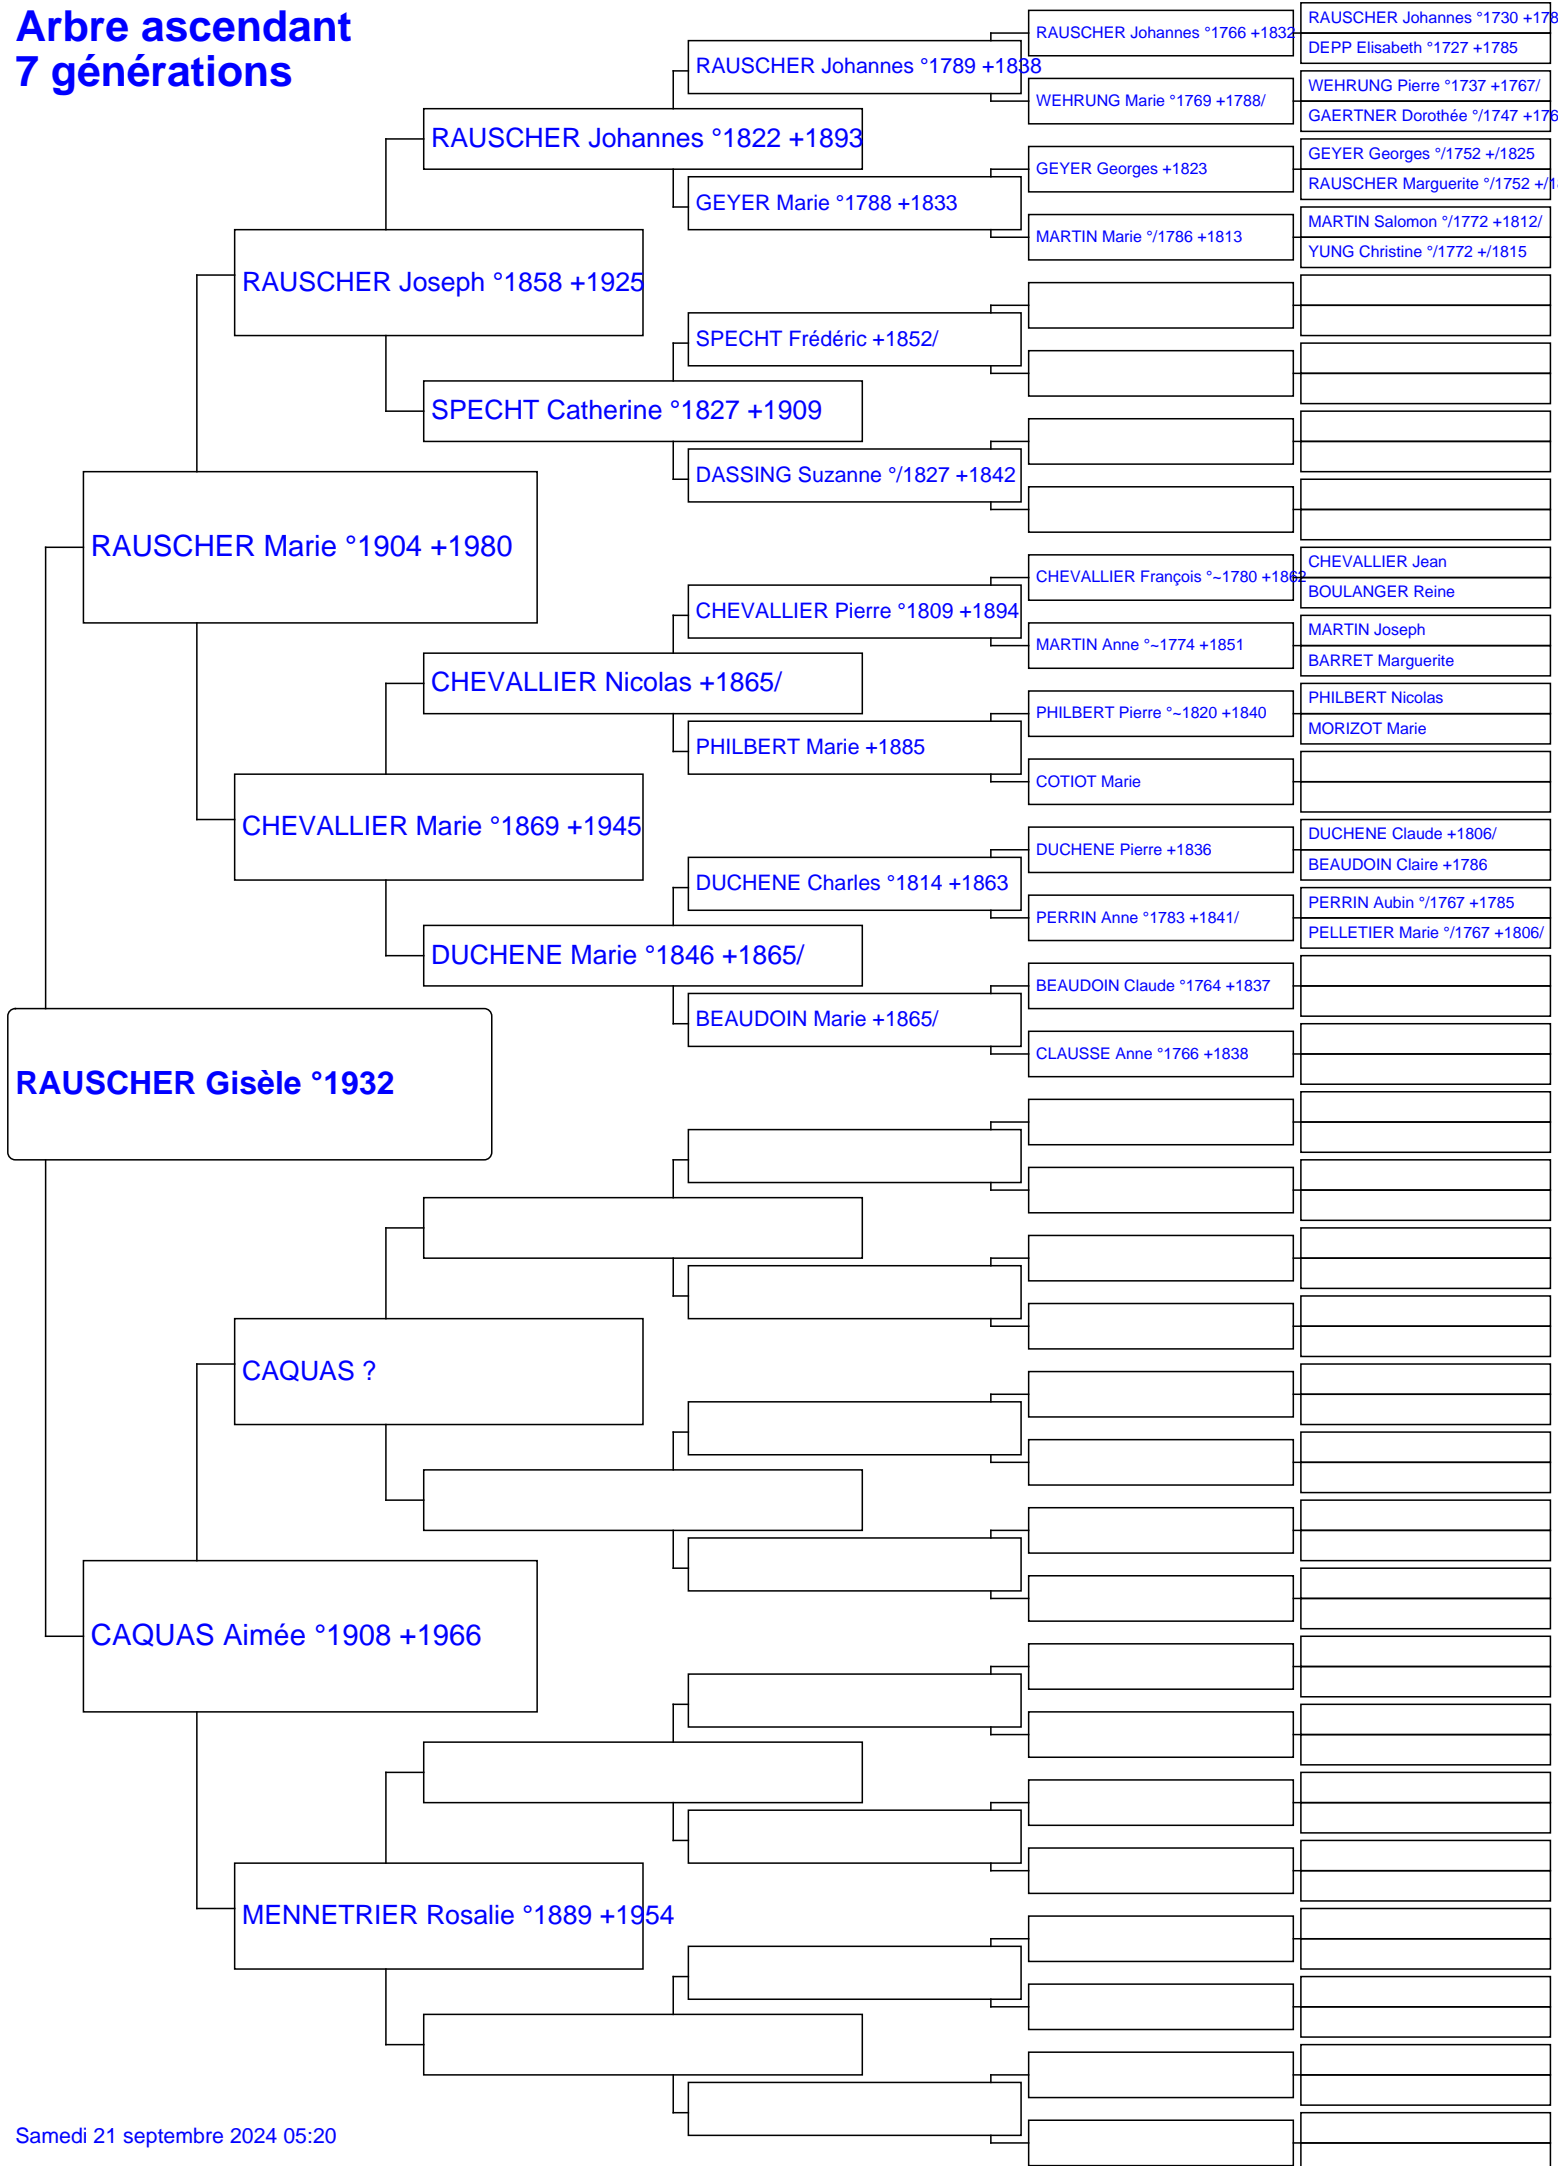 Arbre ascendant
7 générations
RAUSCHER Gisèle °1932
RAUSCHER Marie °1904 +1980
CAQUAS Aimée °1908 +1966
RAUSCHER Joseph °1858 +1925
CHEVALLIER Marie °1869 +1945
CAQUAS ?
MENNETRIER Rosalie °1889 +1954
RAUSCHER Johannes °1822 +1893
SPECHT Catherine °1827 +1909
CHEVALLIER Nicolas +1865/
DUCHENE Marie °1846 +1865/
RAUSCHER Johannes °1789 +1838
GEYER Marie °1788 +1833
SPECHT Frédéric +1852/
DASSING Suzanne °/1827 +1842
CHEVALLIER Pierre °1809 +1894
PHILBERT Marie +1885
DUCHENE Charles °1814 +1863
BEAUDOIN Marie +1865/
RAUSCHER Johannes °1766 +1832
WEHRUNG Marie °1769 +1788/
GEYER Georges +1823
MARTIN Marie °/1786 +1813
CHEVALLIER François °~1780 +1862
MARTIN Anne °~1774 +1851
PHILBERT Pierre °~1820 +1840
COTIOT Marie
DUCHENE Pierre +1836
PERRIN Anne °1783 +1841/
BEAUDOIN Claude °1764 +1837
CLAUSSE Anne °1766 +1838
RAUSCHER Johannes °1730 +178
DEPP Elisabeth °1727 +1785
WEHRUNG Pierre °1737 +1767/
GAERTNER Dorothée °/1747 +176
GEYER Georges °/1752 +/1825
RAUSCHER Marguerite °/1752 +/1
MARTIN Salomon °/1772 +1812/
YUNG Christine °/1772 +/1815
CHEVALLIER Jean
BOULANGER Reine
MARTIN Joseph
BARRET Marguerite
PHILBERT Nicolas
MORIZOT Marie
DUCHENE Claude +1806/
BEAUDOIN Claire +1786
PERRIN Aubin °/1767 +1785
PELLETIER Marie °/1767 +1806/
Samedi 21 septembre 2024 05:20